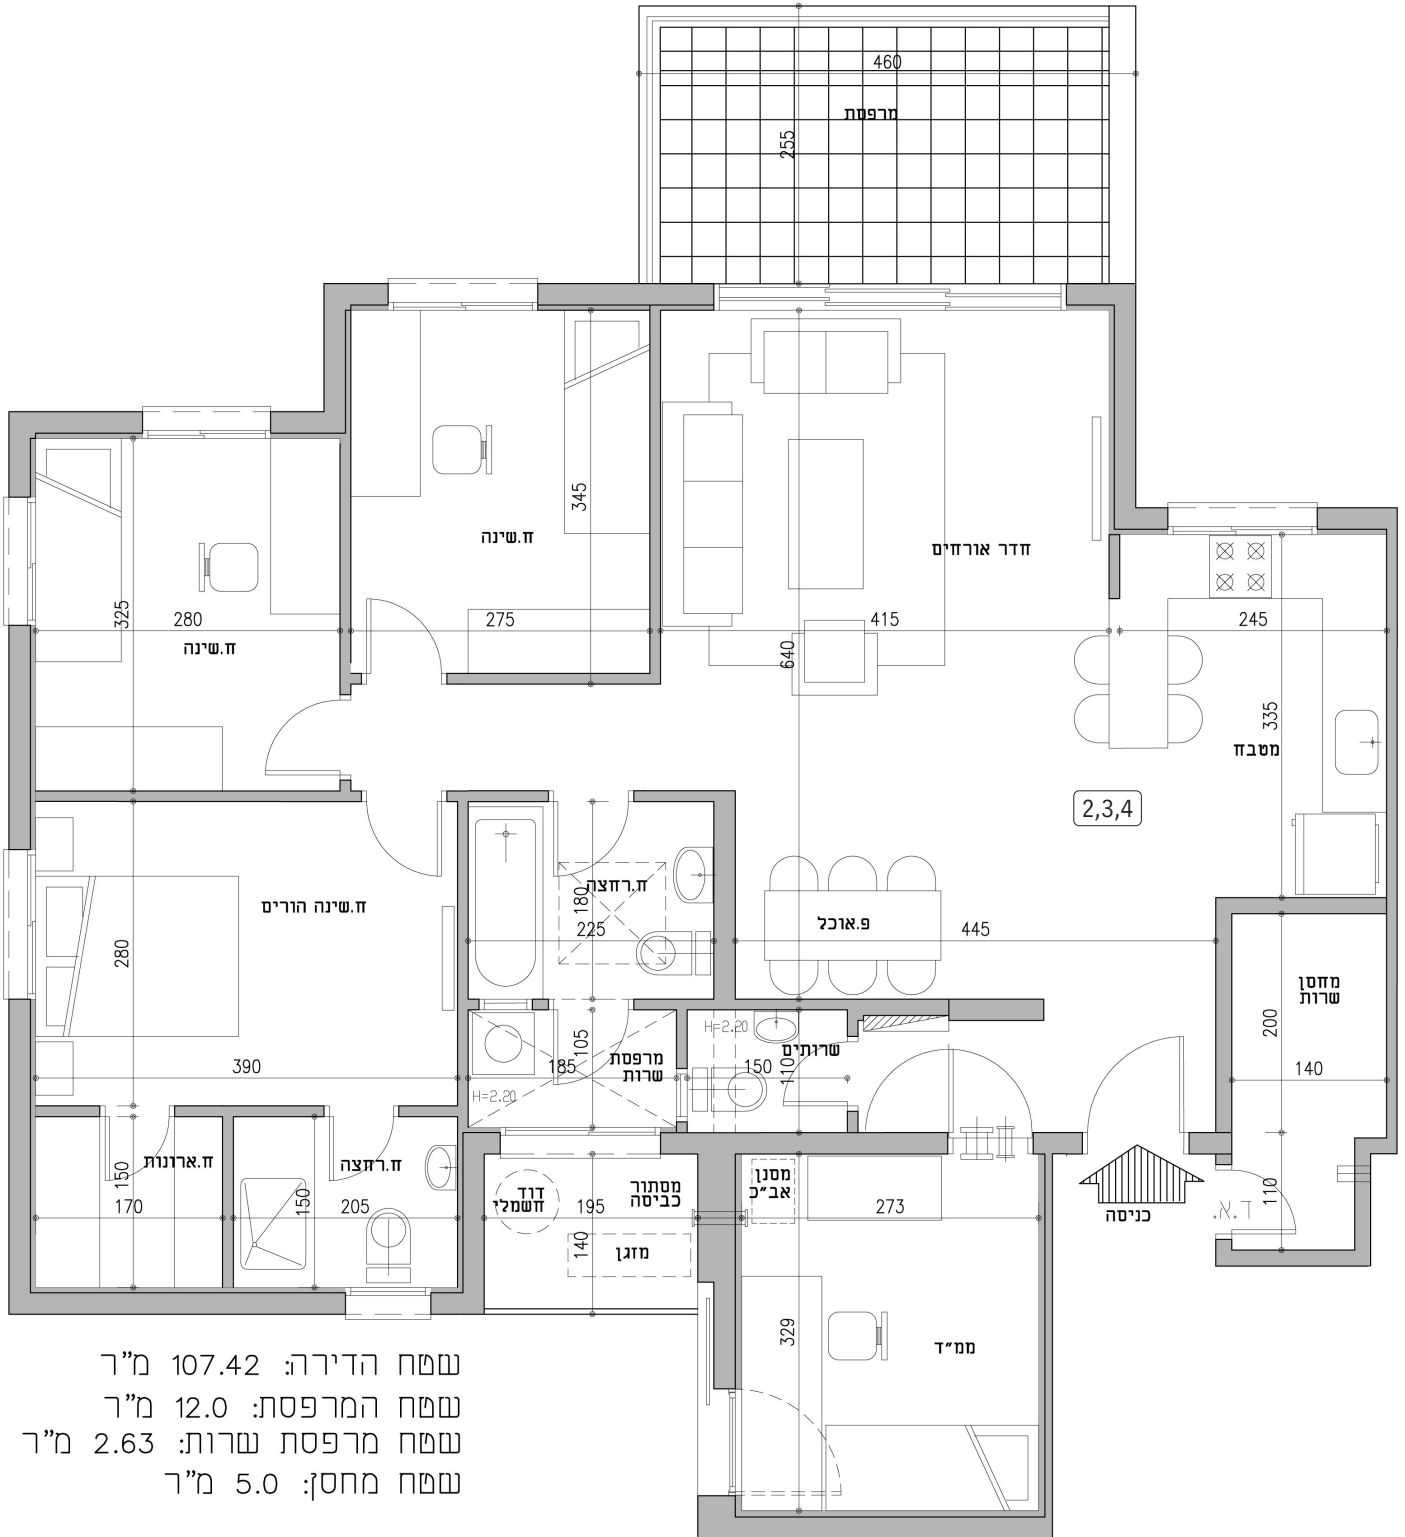 460
מרפסת
255
345
ח.שינה
חדר אורחים
325
280
ח.שינה
275
415
640
245
335
מטבח
2,3,4
ח.רחצה
180
225
ח.שינה הורים
280
פ.אוכל
445
מחסן
שרות
200
140
H=2.20
שרותים
110
150
105
מרפסת
שרות
185
H=2.20
390
ח.ארונות
150
170
ח.רחצה
150
205
דוד
חשמלי
מסתור
כביסה
195
140
מזגן
מסנן
אב״כ
273
כניסה
ד.א.
110
329
ממ״ד
שטח הדירה: 107.42 מ"ר
שטח המרפסת: 12.0 מ"ר
שטח מרפסת שרות: 2.63 מ"ר
שטח מחסן: 5.0 מ"ר